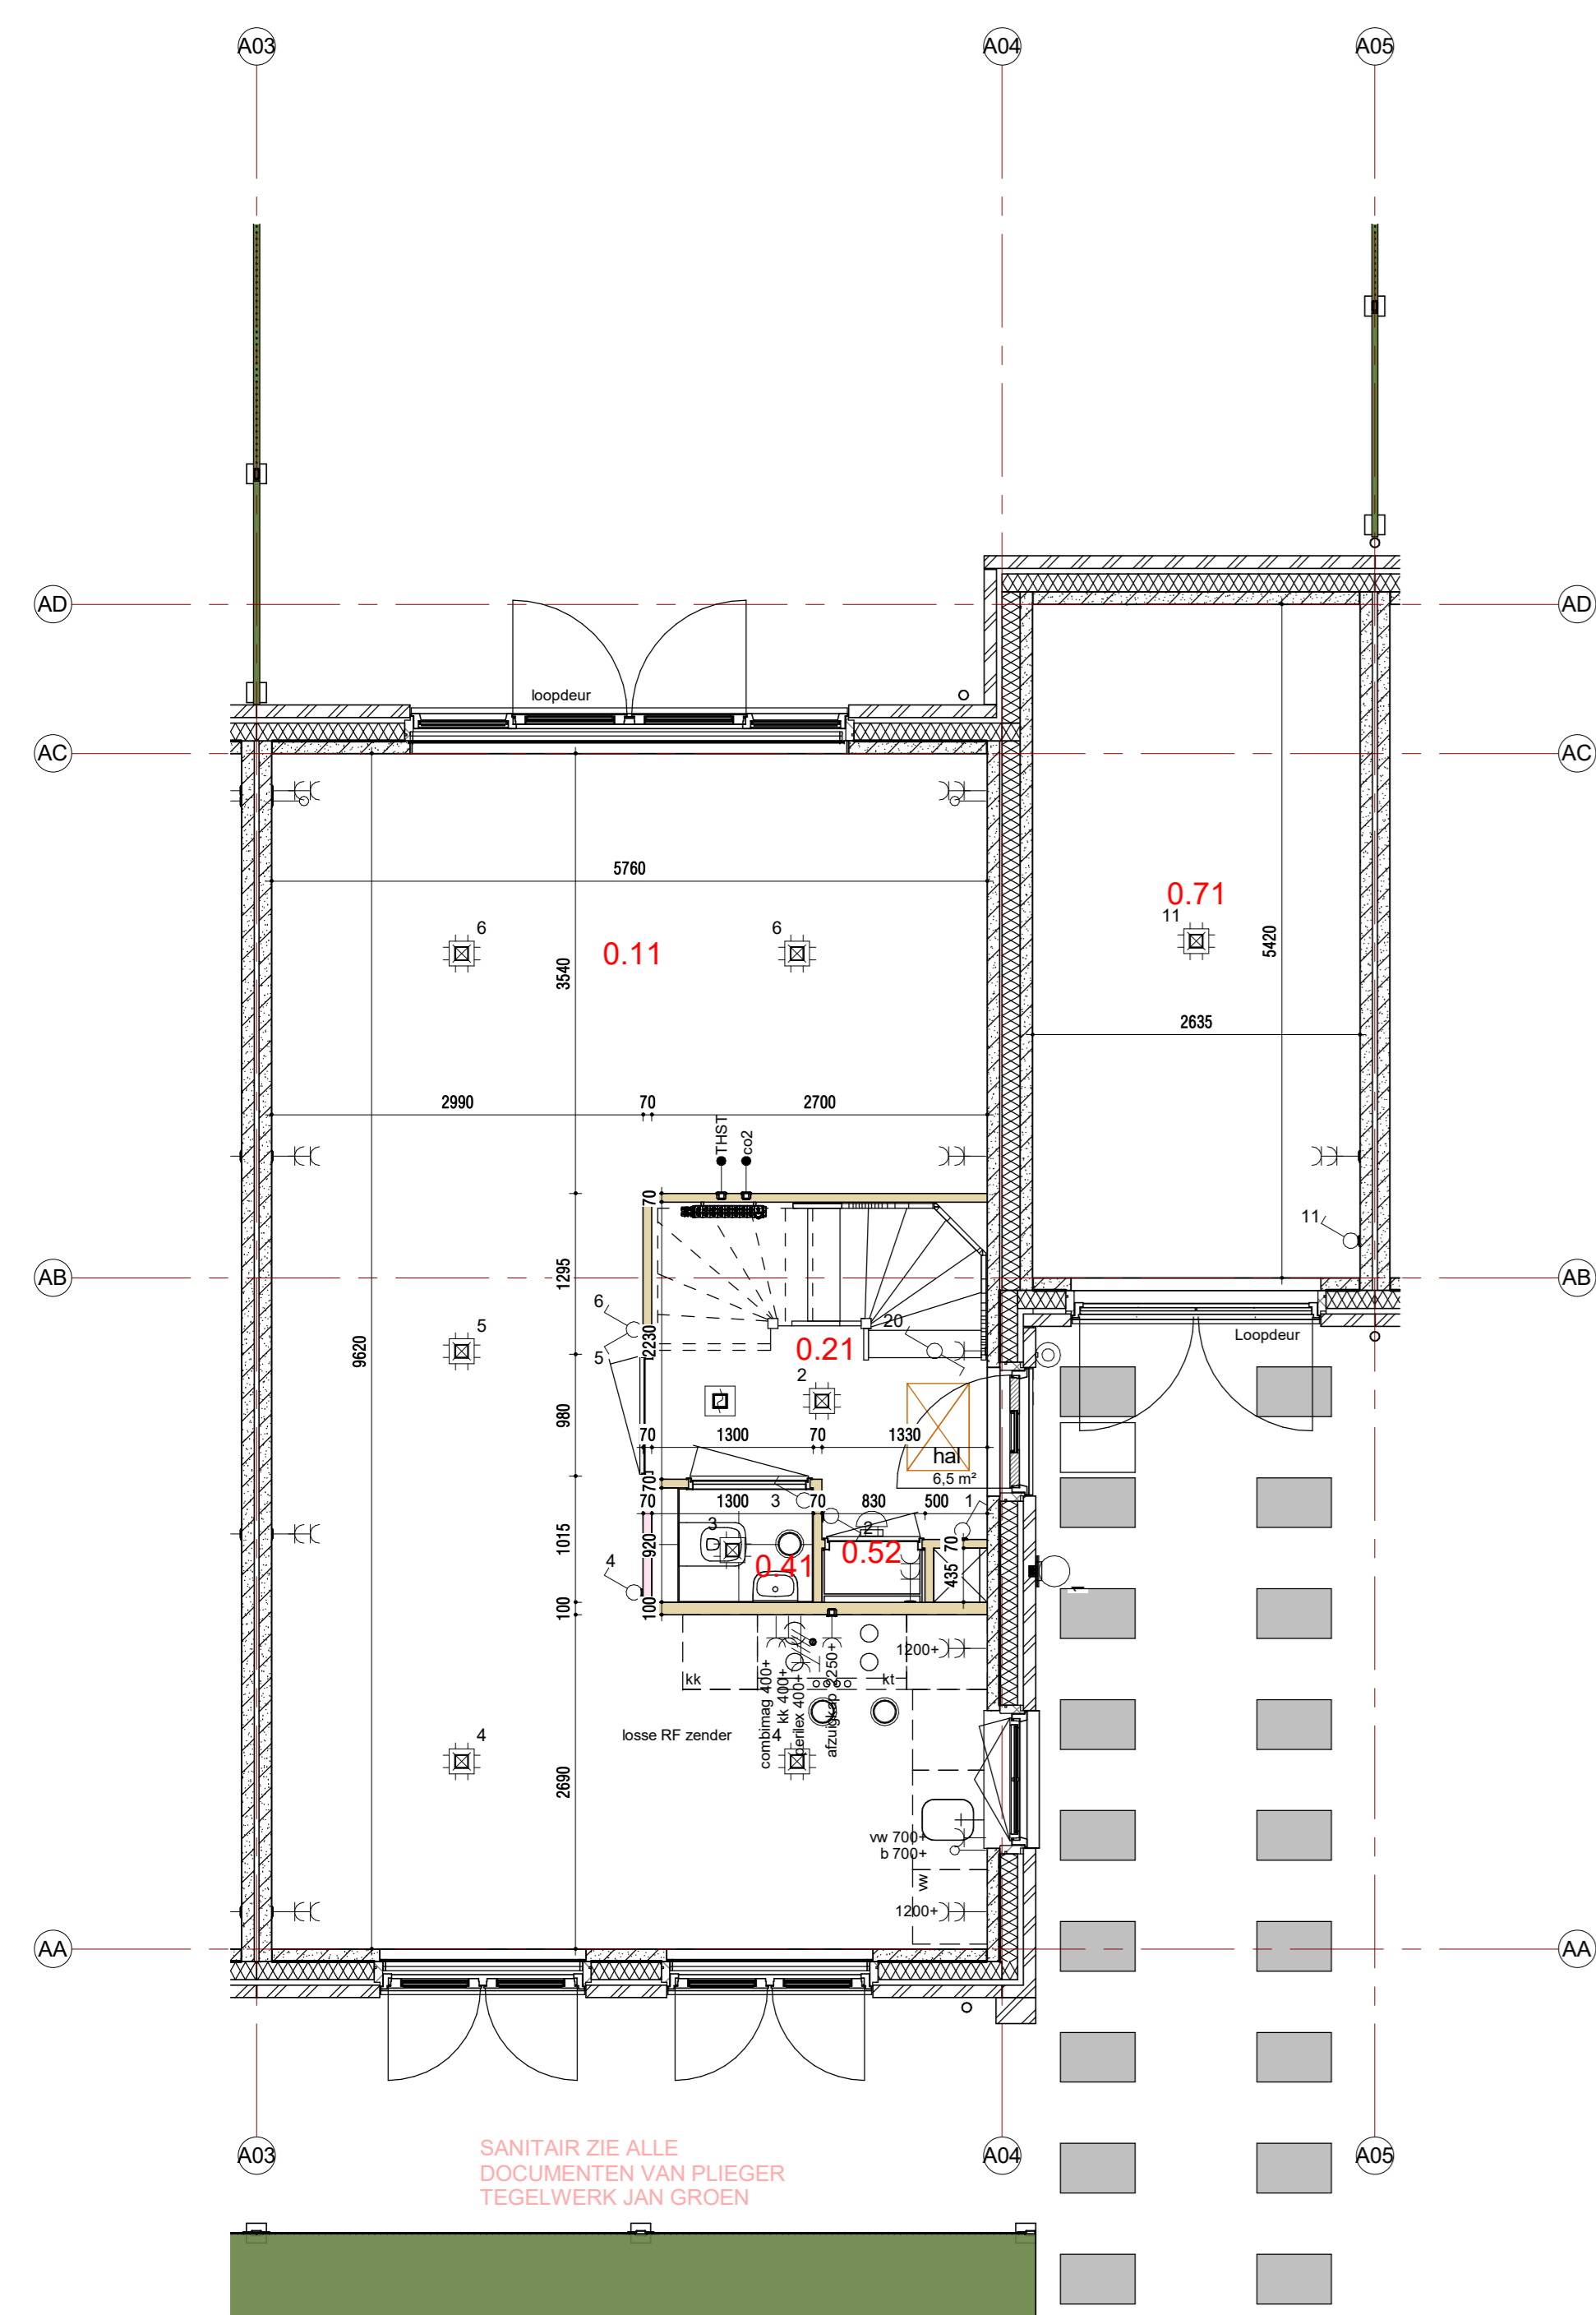 A03
A04
A05
AD
AD
loopdeur
AC
AC
5760
0.71
11
6
6
0.11
3540
5420
2635
2990
70
2700
THST
co2
70
11
AB
AB
1295
6
20
Loopdeur
2230
5
5
0.21
9620
2
980
70
1300
70
1330
hal
6,5 m²
70
70
1300
3
70
830
500
1
3
2
1015
920
0.41
0.52
70
435
4
100
100
1200+
kk
kt
combimag 400+
kk 400+
perilex 400+
afzuigkap 2250+
losse RF zender
4
4
2690
vw 700+
b 700+
vw
1200+
AA
AA
A03
A04
A05
SANITAIR ZIE ALLE
DOCUMENTEN VAN PLIEGER
TEGELWERK JAN GROEN